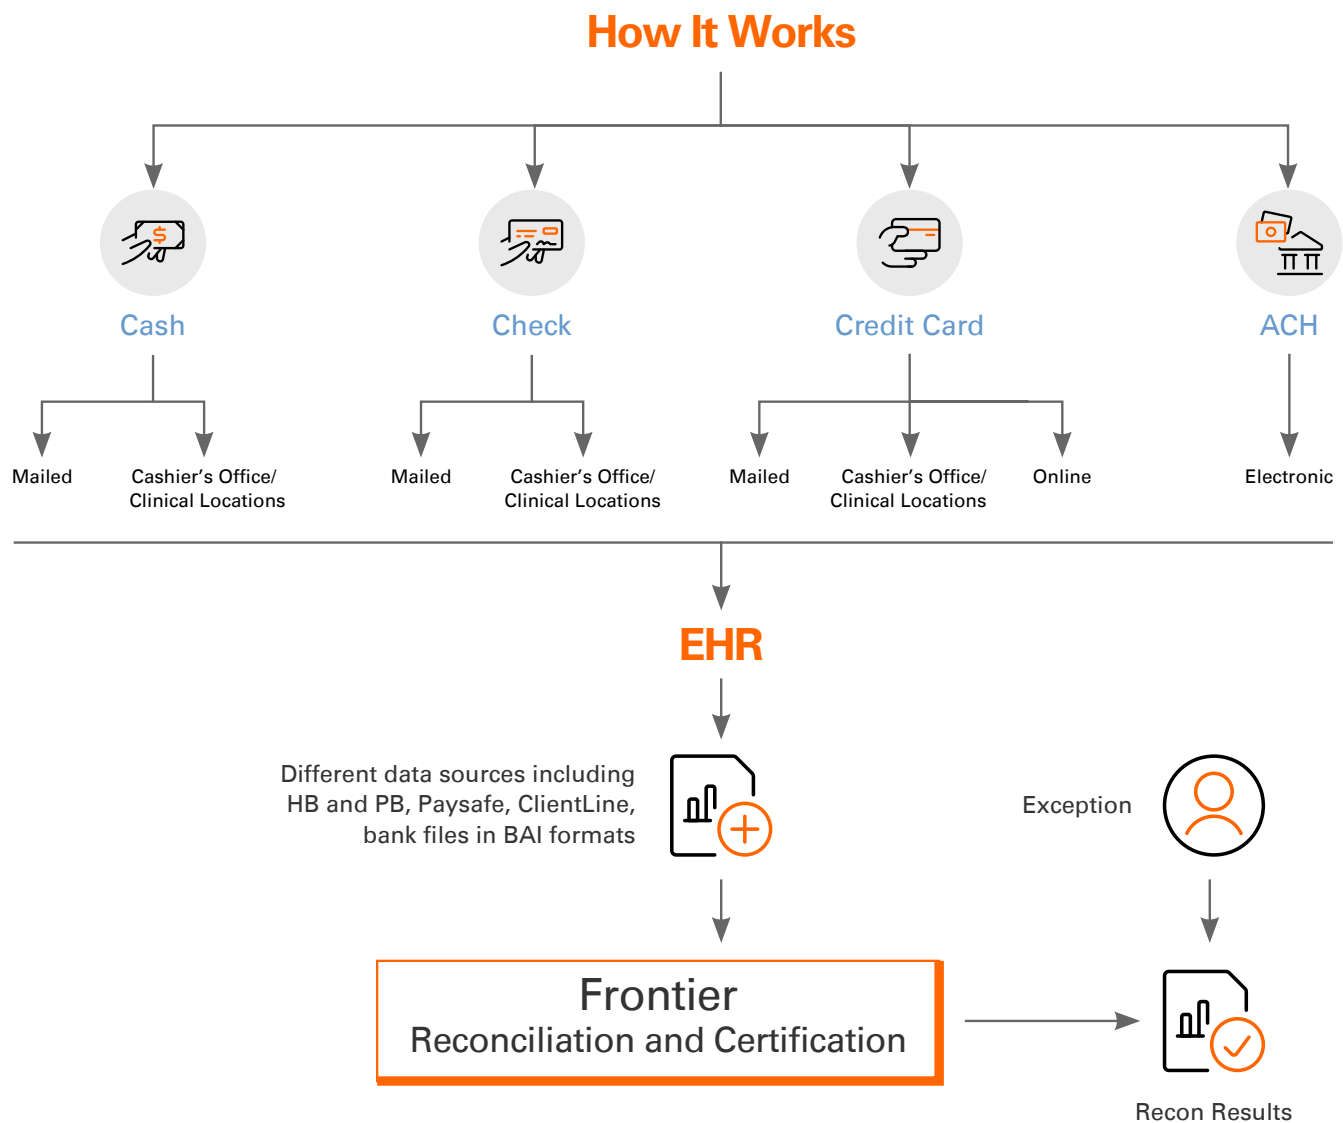 How It Works
Cash
Check
Credit Card
ACH
Mailed
Cashier's Office/
Clinical Locations
Mailed
Cashier's Office/
Clinical Locations
Mailed
Cashier's Office/
Clinical Locations
Online
Electronic
EHR
Different data sources including
HB and PB, Paysafe, ClientLine,
bank files in BAI formats
Exception
Frontier
Reconciliation and Certification
Recon Results